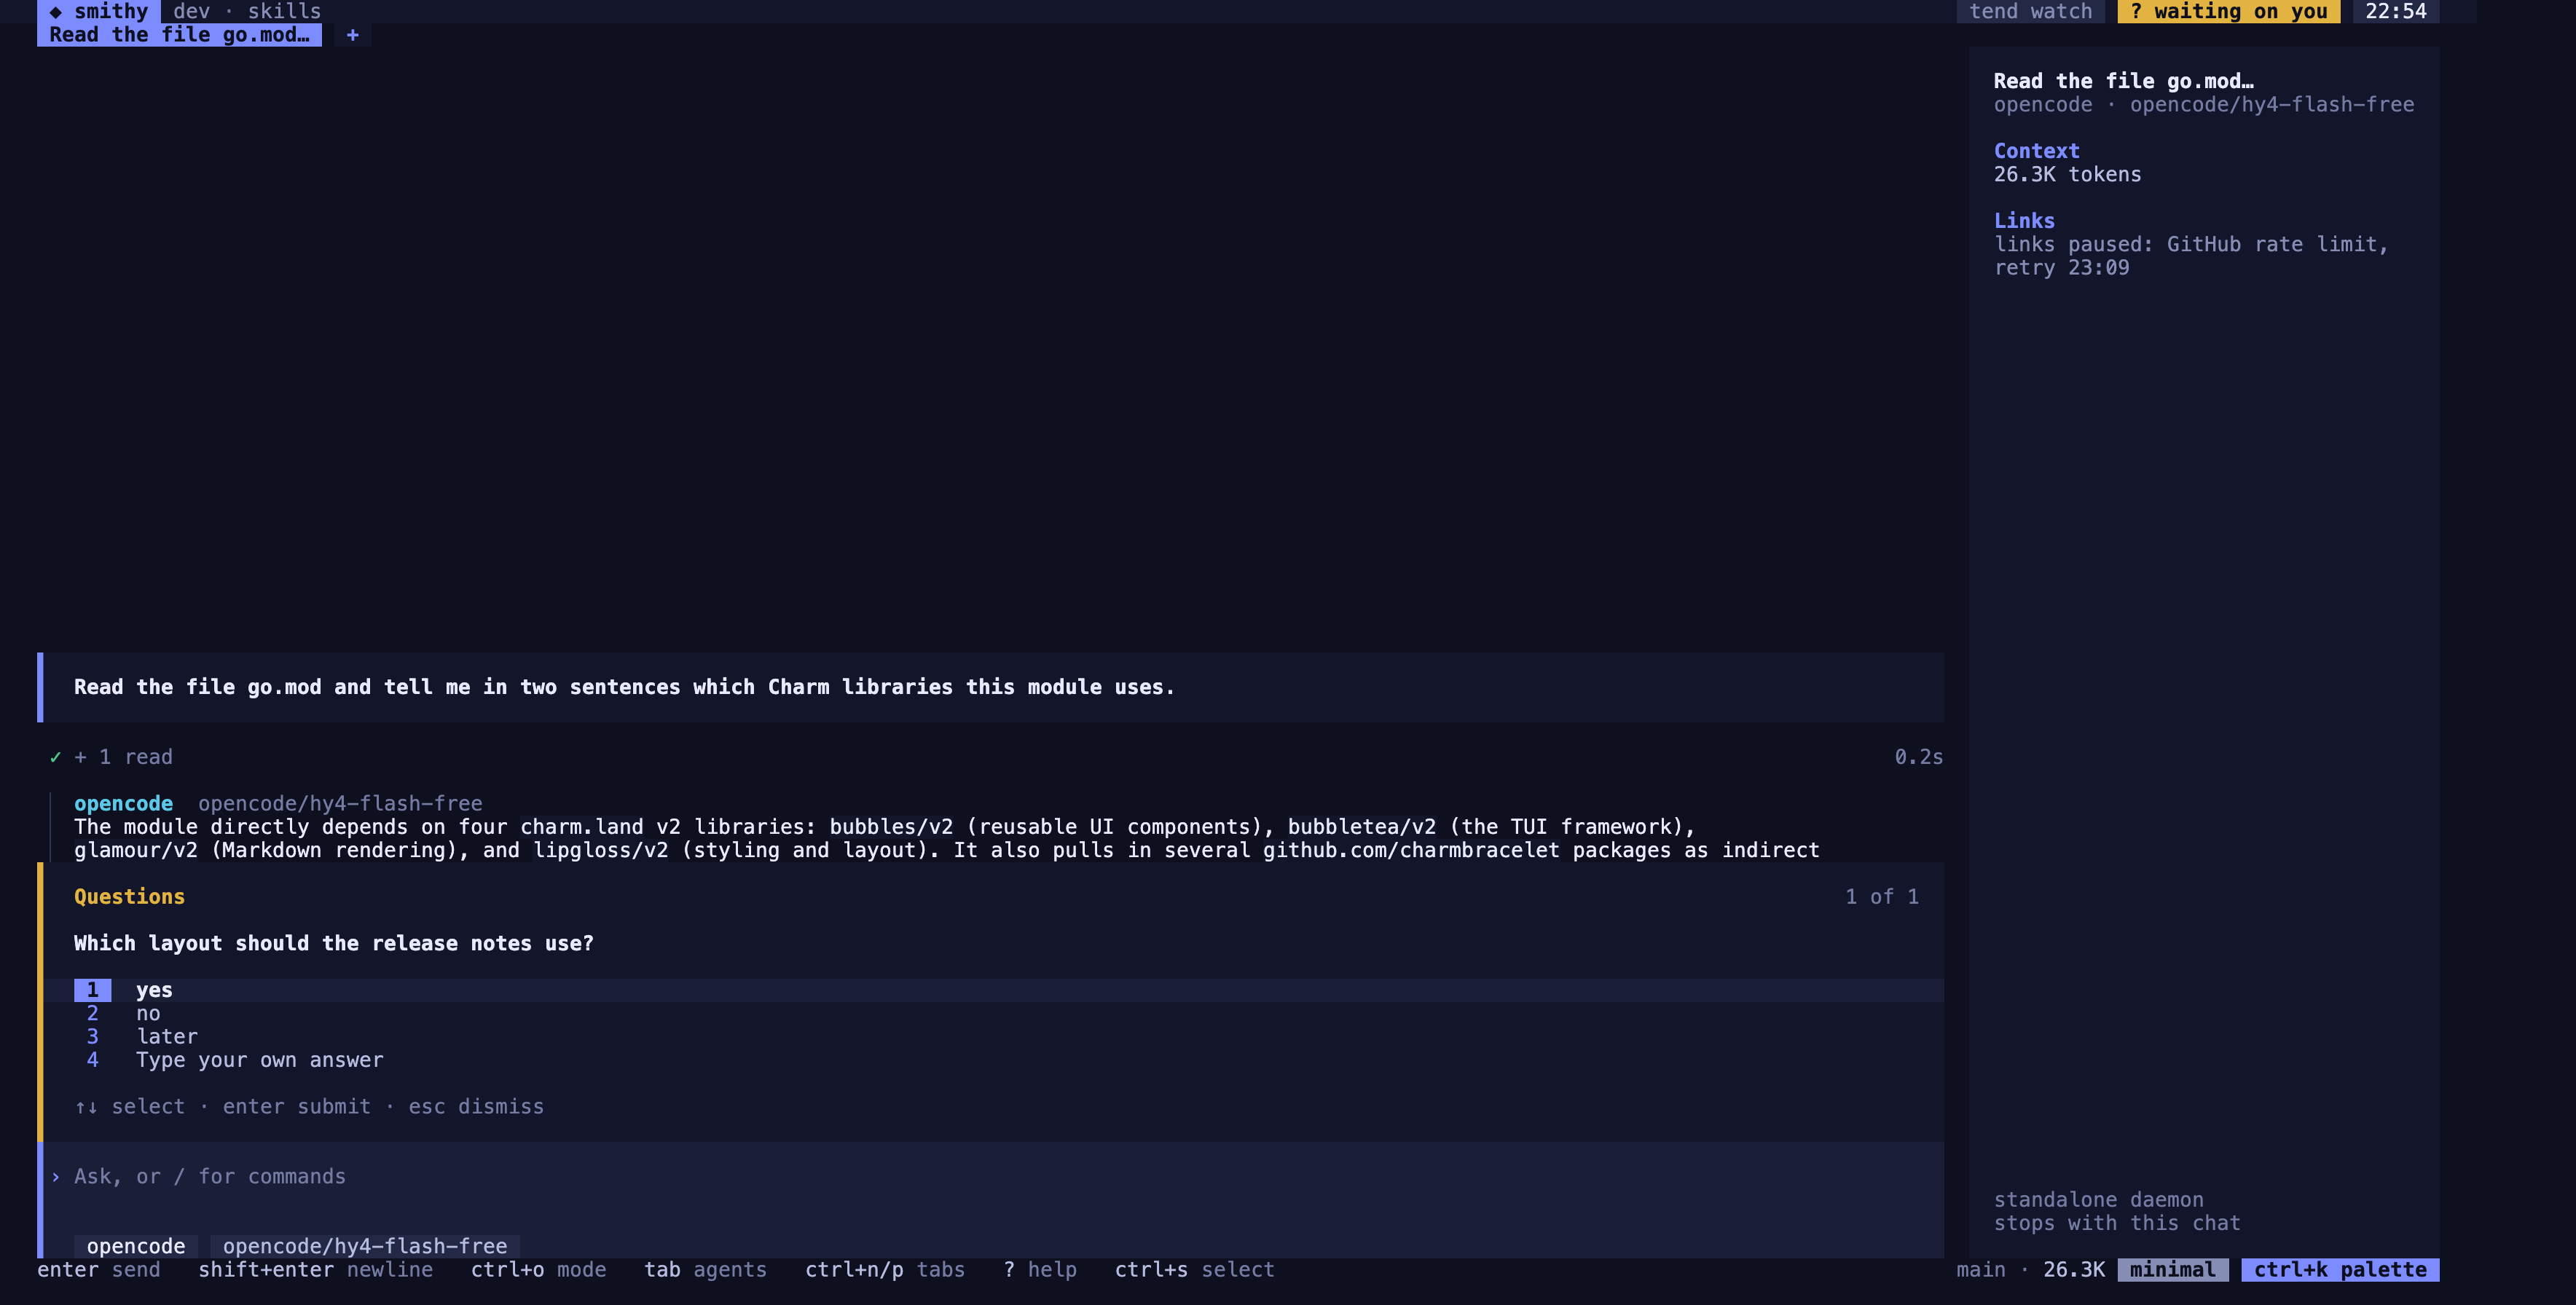 ◆ smithy dev · skills tend watch ? waiting on you 22:54
Read the file go.mod… +
Read the file go.mod…
opencode · opencode/hy4-flash-free
Context
26.3K tokens
Links
links paused: GitHub rate limit,
retry 23:09
Read the file go.mod and tell me in two sentences which Charm libraries this module uses.
✓ + 1 read 0.2s
opencode opencode/hy4-flash-free
The module directly depends on four charm.land v2 libraries: bubbles/v2 (reusable UI components), bubbletea/v2 (the TUI framework),
glamour/v2 (Markdown rendering), and lipgloss/v2 (styling and layout). It also pulls in several github.com/charmbracelet packages as indirect
Questions 1 of 1
Which layout should the release notes use?
1 yes
2 no
3 later
4 Type your own answer
↑↓ select · enter submit · esc dismiss
› Ask, or / for commands
opencode opencode/hy4-flash-free
standalone daemon
stops with this chat
enter send shift+enter newline ctrl+o mode tab agents ctrl+n/p tabs ? help ctrl+s select main · 26.3K minimal ctrl+k palette